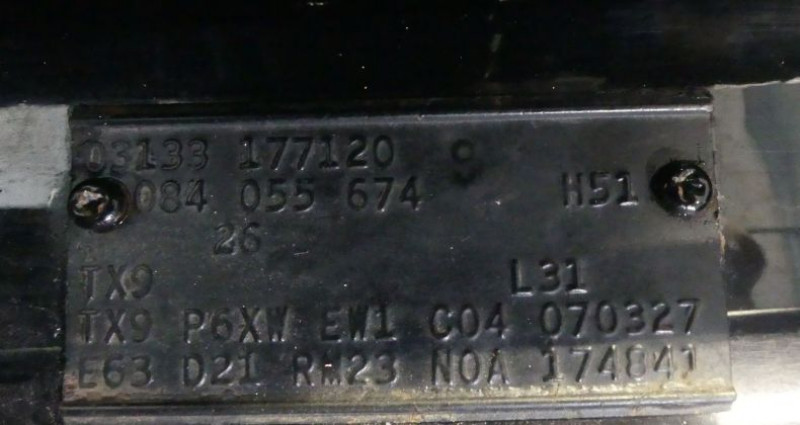 03133 177120
084 055 674 H51
26
TX9 L31
TX9 P6XW EW1 C04 070327
E63 D21 RM23 N0A 174841